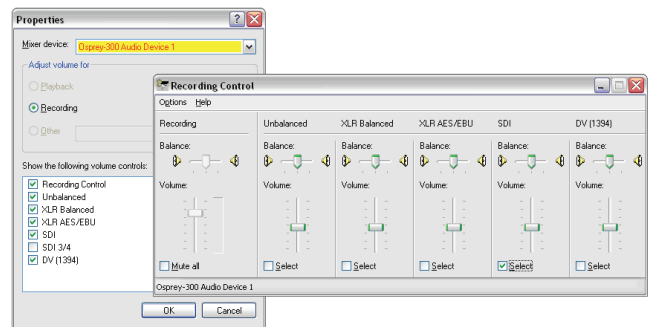 Properties
Mixer device: Osprey-300 Audio Device 1
Adjust volume for
Playback
Recording
Other
Show the following volume controls:
Recording Control
Unbalanced
XLR Balanced
XLR AES/EBU
SDI
SDI 3/4
DV (1394)
OK Cancel
Recording Control
Options Help
Recording Unbalanced XLR Balanced XLR AES/EBU SDI DV (1394)
Balance: Balance: Balance: Balance: Balance: Balance:
Volume: Volume: Volume: Volume: Volume: Volume:
Mute all Select Select Select Select Select
Osprey-300 Audio Device 1